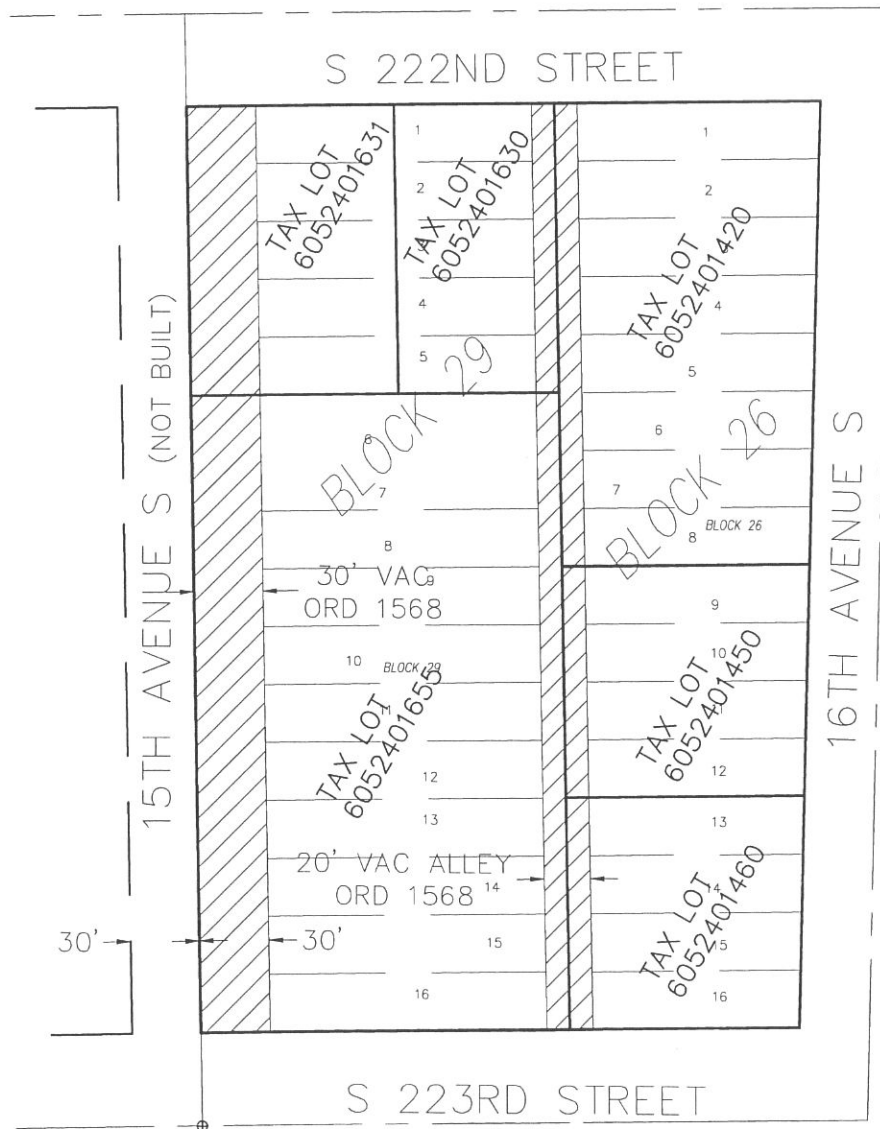 S 222ND STREET
15TH AVENUE S (NOT BUILT)
16TH AVENUE S
TAX LOT
6052401631
TAX LOT
6052401630
1
2
4
5
BLOCK 29
6
7
8
9
30' VAC
ORD 1568
10
BLOCK 29
TAX LOT
6052401655
12
13
20' VAC ALLEY
ORD 1568
14
15
16
30'
30'
1
2
TAX LOT
6052401420
4
5
6
7
8
BLOCK 26
BLOCK 26
9
10
TAX LOT
6052401450
12
13
14
TAX LOT
6052401460
15
16
S 223RD STREET